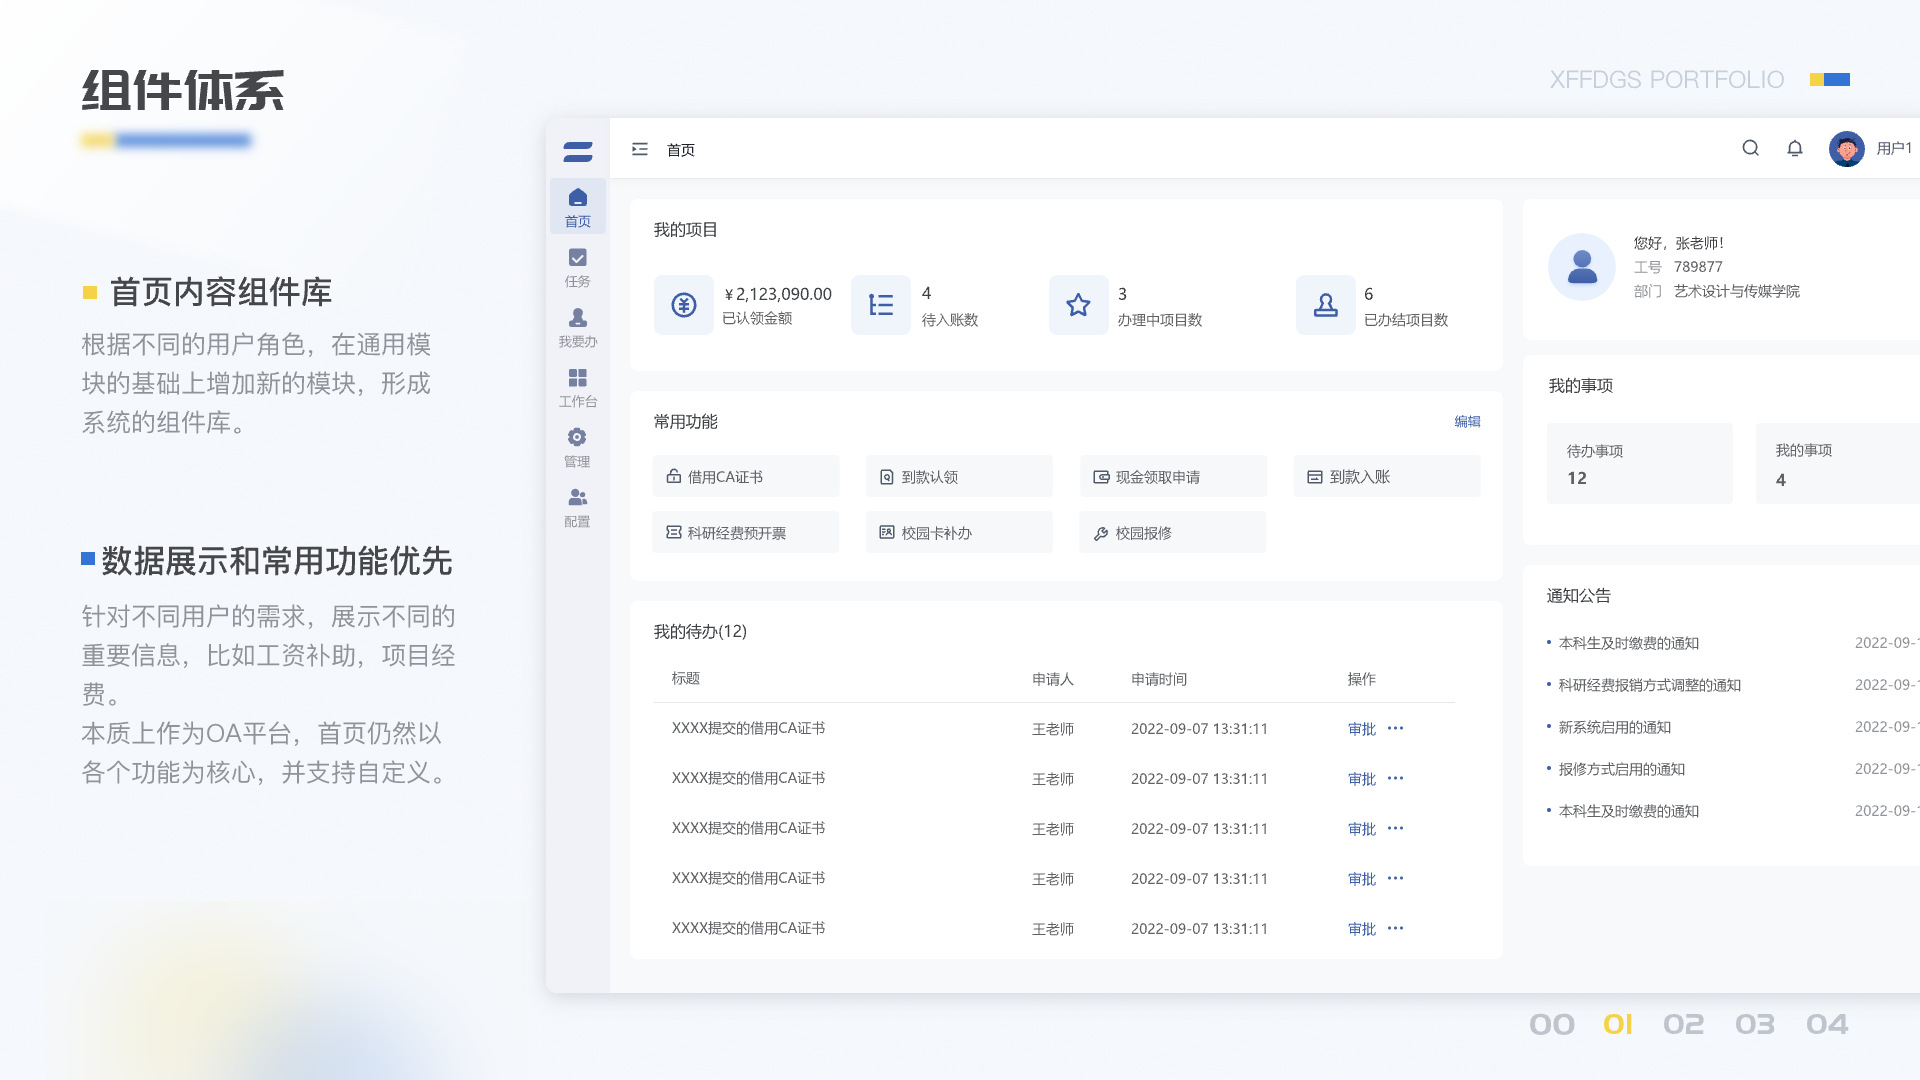 组件体系
XFFDGS PORTFOLIO
首页内容组件库
根据不同的用户角色，在通用模
块的基础上增加新的模块，形成
系统的组件库。
数据展示和常用功能优先
针对不同用户的需求，展示不同的
重要信息，比如工资补助，项目经
费。
本质上作为OA平台，首页仍然以
各个功能为核心，并支持自定义。
首页
任务
我要办
工作台
管理
配置
首页
用户1
我的项目
¥2,123,090.00
已认领金额
4
待入账数
3
办理中项目数
6
已办结项目数
常用功能
编辑
借用CA证书
到款认领
现金领取申请
到款入账
科研经费预开票
校园卡补办
校园报修
我的待办(12)
标题 申请人 申请时间 操作
XXXX提交的借用CA证书 王老师 2022-09-07 13:31:11 审批 ···
XXXX提交的借用CA证书 王老师 2022-09-07 13:31:11 审批 ···
XXXX提交的借用CA证书 王老师 2022-09-07 13:31:11 审批 ···
XXXX提交的借用CA证书 王老师 2022-09-07 13:31:11 审批 ···
XXXX提交的借用CA证书 王老师 2022-09-07 13:31:11 审批 ···
您好，张老师！
工号 789877
部门 艺术设计与传媒学院
我的事项
待办事项
12
我的事项
4
通知公告
本科生及时缴费的通知 2022-09-
科研经费报销方式调整的通知 2022-09-
新系统启用的通知 2022-09-
报修方式启用的通知 2022-09-
本科生及时缴费的通知 2022-09-
00 01 02 03 04